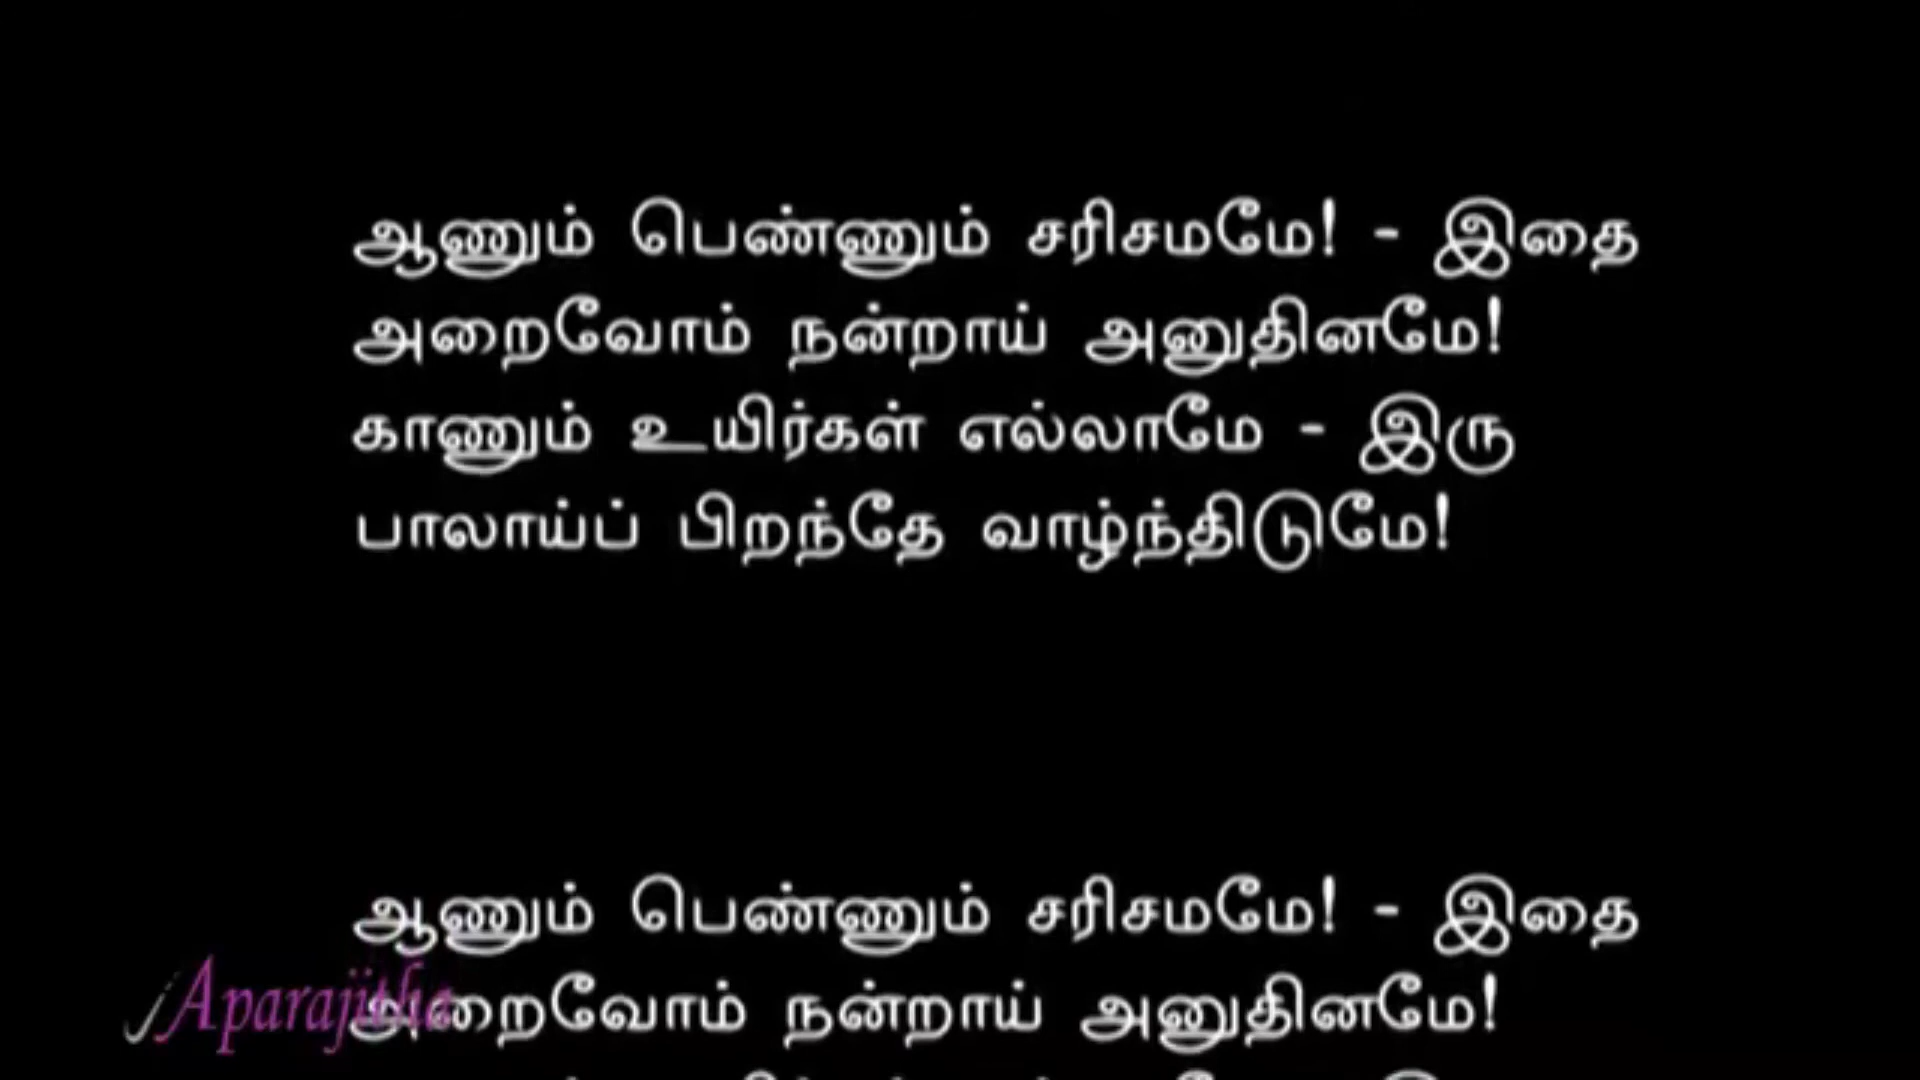 ஆணும் பெண்ணும் சரிசமமே! - இதை
அறைவோம் நன்றாய் அனுதினமே!
காணும் உயிர்கள் எல்லாமே - இரு
பாலாய்ப் பிறந்தே வாழ்ந்திடுமே!
ஆணும் பெண்ணும் சரிசமமே! - இதை
அறைவோம் நன்றாய் அனுதினமே!
Aparajitha